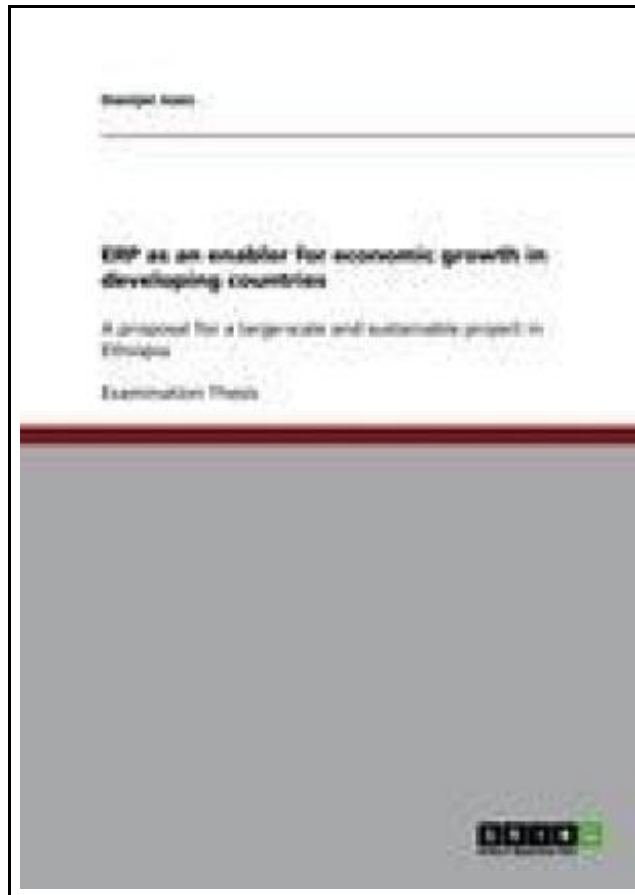 ERP as an enabler for economic growth in
developing countries
A proposal for a large-scale and sustainable project in
Ethiopia
Examination Thesis